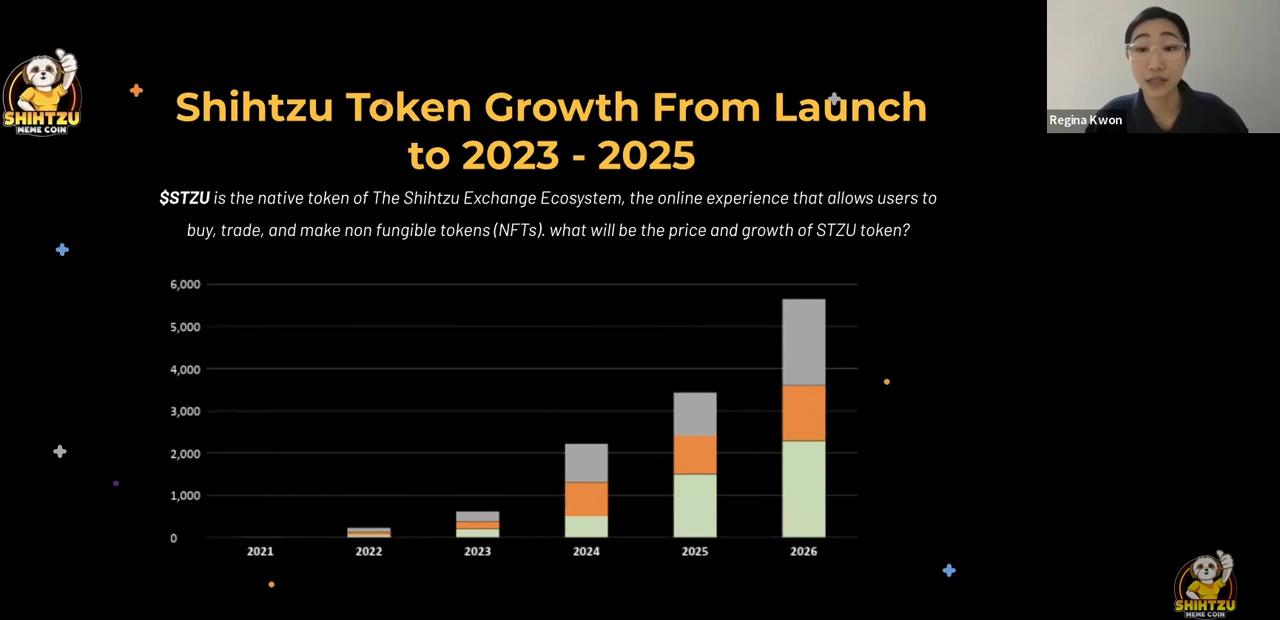 SHIHTZU
MEME COIN
Shihtzu Token Growth From Launch
to 2023 - 2025
$STZU is the native token of The Shihtzu Exchange Ecosystem, the online experience that allows users to
buy, trade, and make non fungible tokens (NFTs). what will be the price and growth of STZU token?
Regina Kwon
6,000
5,000
4,000
3,000
2,000
1,000
0
2021 2022 2023 2024 2025 2026
SHIHTZU
MEME COIN